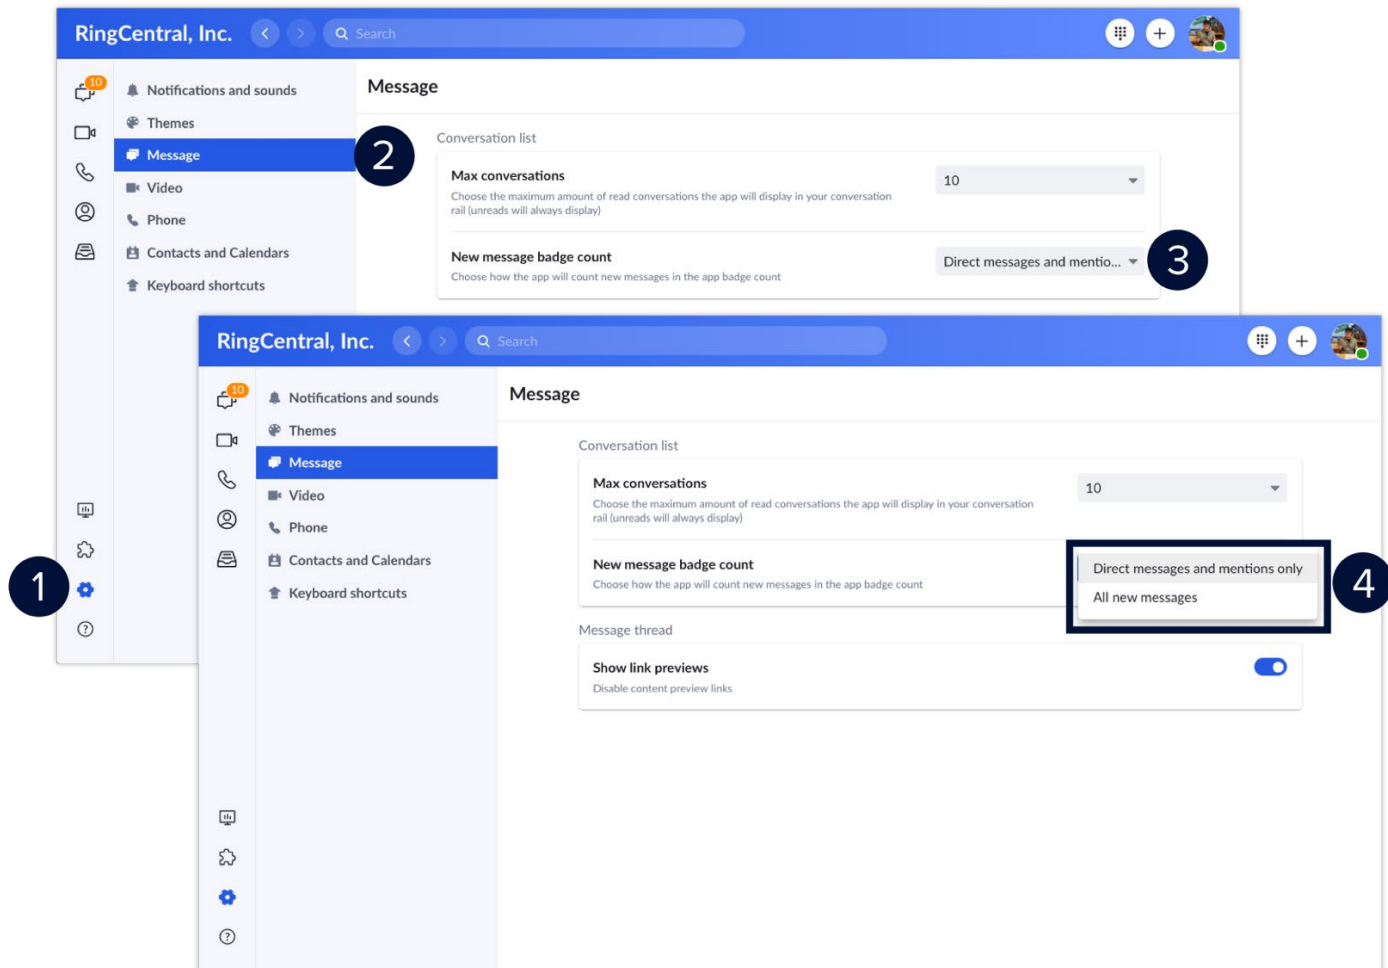 RingCentral, Inc.
Search
10
Notifications and sounds
Themes
Message
Video
Phone
Contacts and Calendars
Keyboard shortcuts
Message
Conversation list
Max conversations
Choose the maximum amount of read conversations the app will display in your conversation
rail (unreads will always display)
10
New message badge count
Choose how the app will count new messages in the app badge count
Direct messages and mentio...
1
2
3
RingCentral, Inc.
Search
10
Notifications and sounds
Themes
Message
Video
Phone
Contacts and Calendars
Keyboard shortcuts
Message
Conversation list
Max conversations
Choose the maximum amount of read conversations the app will display in your conversation
rail (unreads will always display)
10
New message badge count
Choose how the app will count new messages in the app badge count
Direct messages and mentions only
All new messages
4
Message thread
Show link previews
Disable content preview links